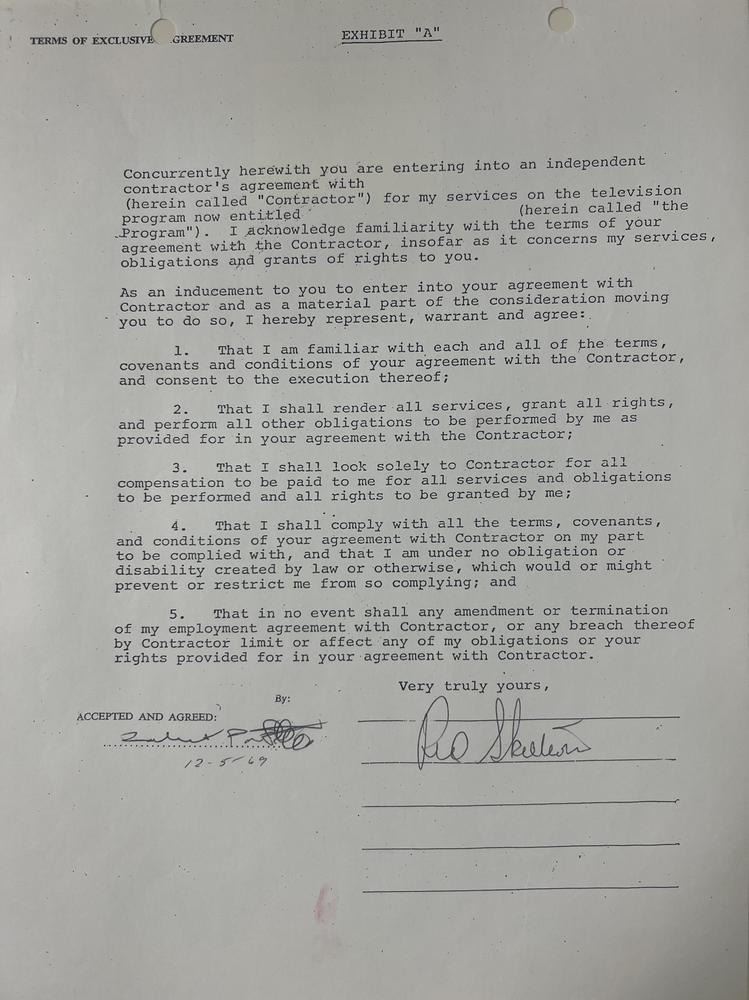 TERMS OF EXCLUSIVE GREEMENT
EXHIBIT "A"
Concurrently herewith you are entering into an independent
contractor's agreement with
(herein called "Contractor") for my services on the television
program now entitled (herein called "the
Program"). I acknowledge familiarity with the terms of your
agreement with the Contractor, insofar as it concerns my services,
obligations and grants of rights to you.
As an inducement to you to enter into your agreement with
Contractor and as a material part of the consideration moving
you to do so, I hereby represent, warrant and agree:
1. That I am familiar with each and all of the terms,
covenants and conditions of your agreement with the Contractor,
and consent to the execution thereof;
2. That I shall render all services, grant all rights,
and perform all other obligations to be performed by me as
provided for in your agreement with the Contractor;
3. That I shall look solely to Contractor for all
compensation to be paid to me for all services and obligations
to be performed and all rights to be granted by me;
4. That I shall comply with all the terms, covenants,
and conditions of your agreement with Contractor on my part
to be complied with, and that I am under no obligation or
disability created by law or otherwise, which would or might
prevent or restrict me from so complying; and
5. That in no event shall any amendment or termination
of my employment agreement with Contractor, or any breach thereof
by Contractor limit or affect any of my obligations or your
rights provided for in your agreement with Contractor.
Very truly yours,
By:
ACCEPTED AND AGREED:
Red Skelton
12-5-69